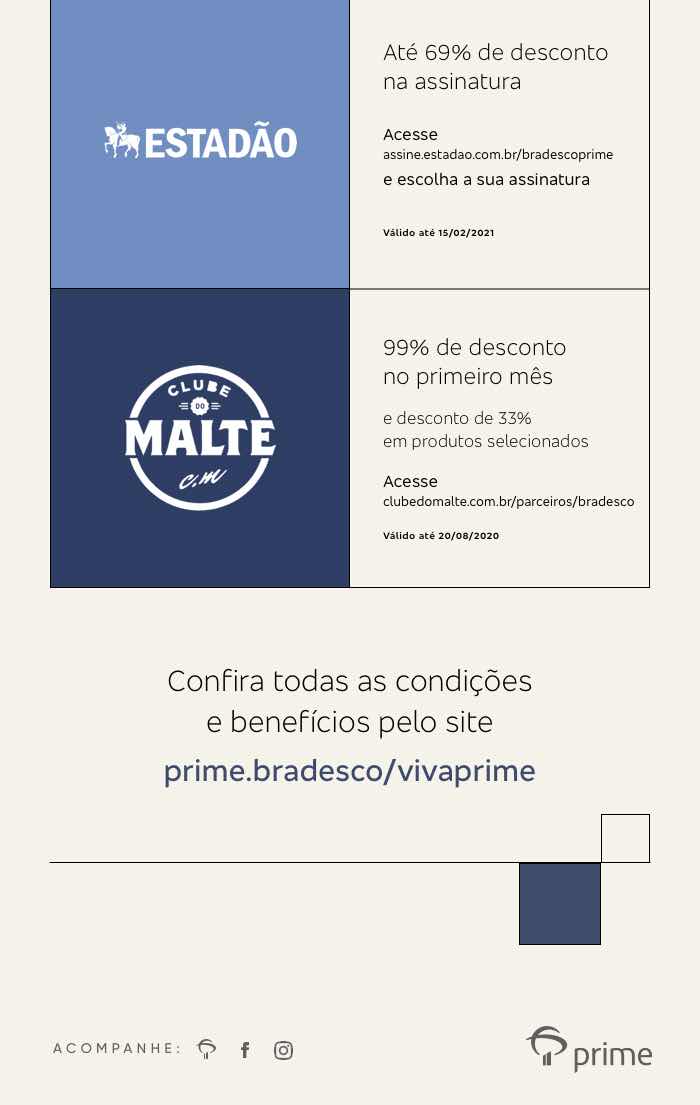 ESTADÃO
Até 69% de desconto
na assinatura
Acesse
assine.estadao.com.br/bradescoprime
e escolha a sua assinatura
Válido até 15/02/2021
CLUBE
DO
MALTE
c.m
99% de desconto
no primeiro mês
e desconto de 33%
em produtos selecionados
Acesse
clubedomalte.com.br/parceiros/bradesco
Válido até 20/08/2020
Confira todas as condições
e benefícios pelo site
prime.bradesco/vivaprime
ACOMPANHE:
prime